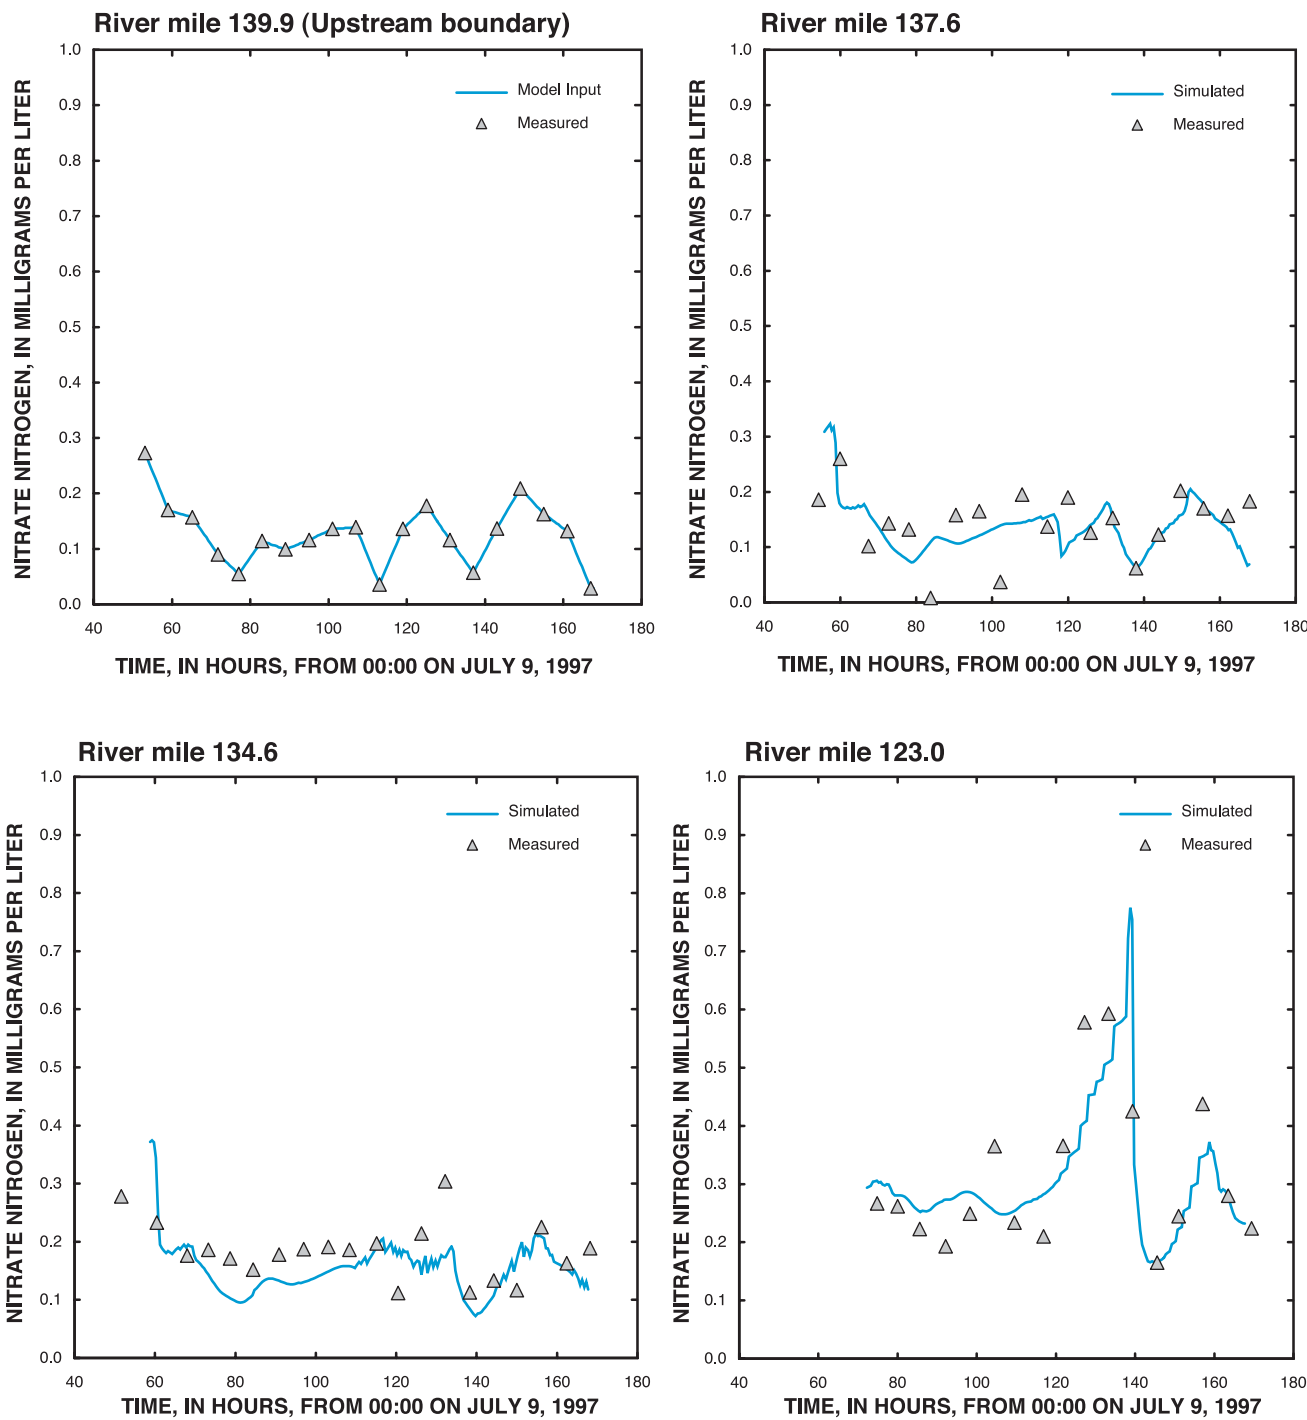 River mile 139.9 (Upstream boundary)
NITRATE NITROGEN, IN MILLIGRAMS PER LITER
1.0
0.9
0.8
0.7
0.6
0.5
0.4
0.3
0.2
0.1
0.0
Model Input
Measured
40 60 80 100 120 140 160 180
TIME, IN HOURS, FROM 00:00 ON JULY 9, 1997
River mile 137.6
NITRATE NITROGEN, IN MILLIGRAMS PER LITER
1.0
0.9
0.8
0.7
0.6
0.5
0.4
0.3
0.2
0.1
0.0
Simulated
Measured
40 60 80 100 120 140 160 180
TIME, IN HOURS, FROM 00:00 ON JULY 9, 1997
River mile 134.6
NITRATE NITROGEN, IN MILLIGRAMS PER LITER
1.0
0.9
0.8
0.7
0.6
0.5
0.4
0.3
0.2
0.1
0.0
Simulated
Measured
40 60 80 100 120 140 160 180
TIME, IN HOURS, FROM 00:00 ON JULY 9, 1997
River mile 123.0
NITRATE NITROGEN, IN MILLIGRAMS PER LITER
1.0
0.9
0.8
0.7
0.6
0.5
0.4
0.3
0.2
0.1
0.0
Simulated
Measured
40 60 80 100 120 140 160 180
TIME, IN HOURS, FROM 00:00 ON JULY 9, 1997